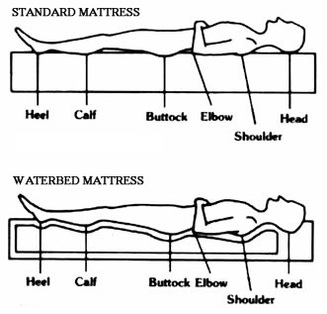 STANDARD MATTRESS
Heel Calf Buttock Elbow Head
Shoulder
WATERBED MATTRESS
Heel Calf Buttock Elbow Head
Shoulder